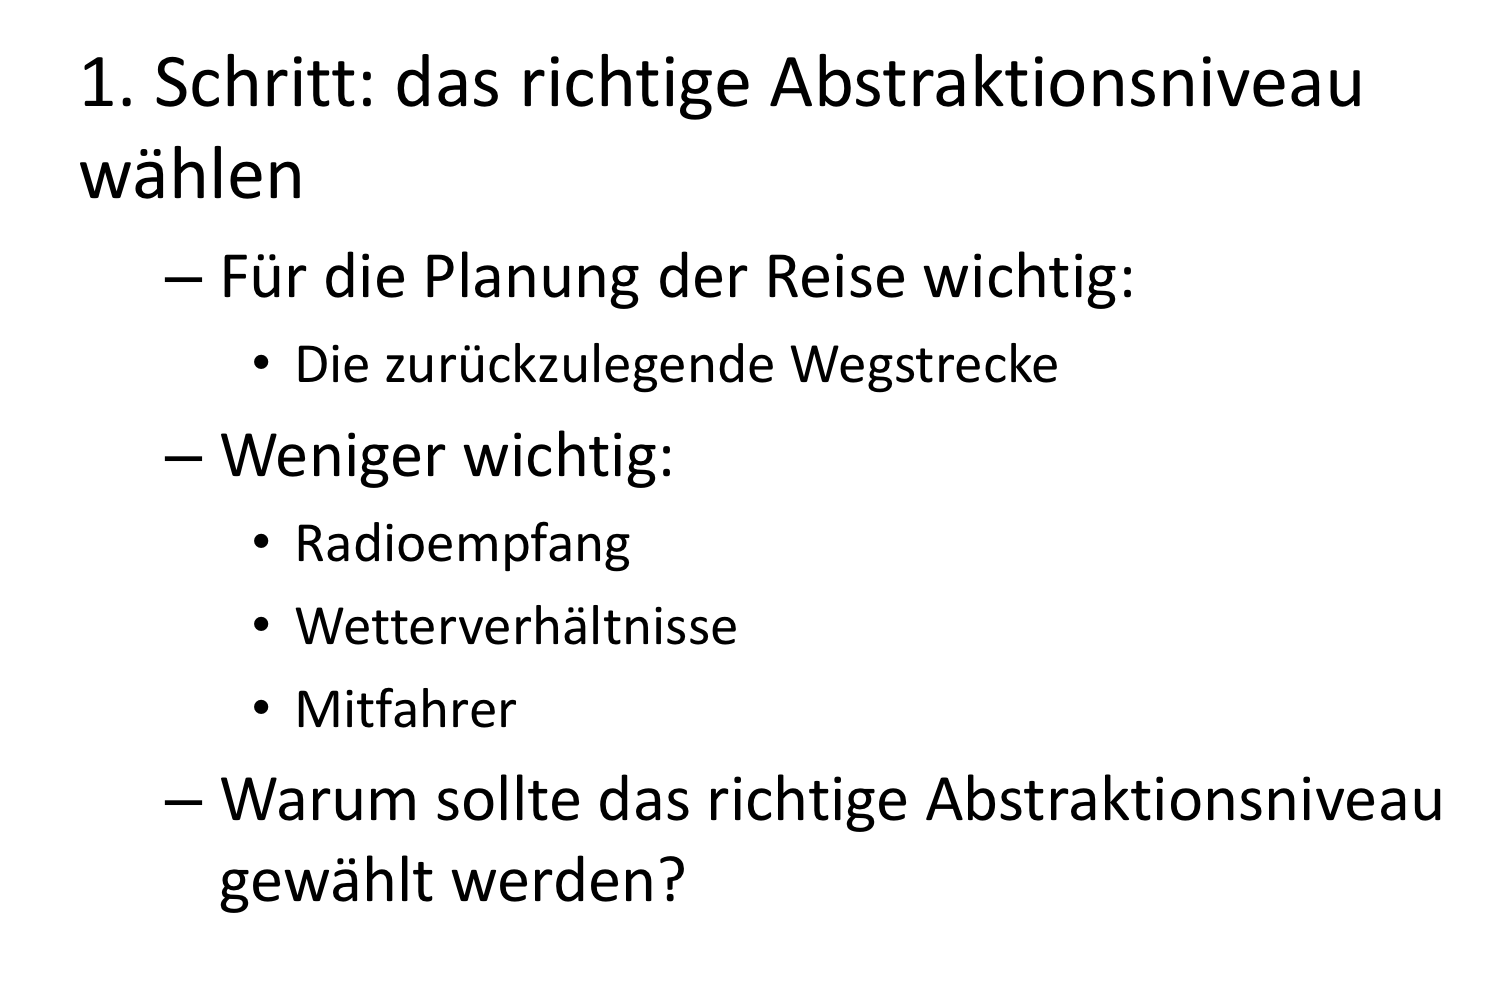 1. Schritt: das richtige Abstraktionsniveau
wählen
– Für die Planung der Reise wichtig:
• Die zurückzulegende Wegstrecke
– Weniger wichtig:
• Radioempfang
• Wetterverhältnisse
• Mitfahrer
– Warum sollte das richtige Abstraktionsniveau
gewählt werden?